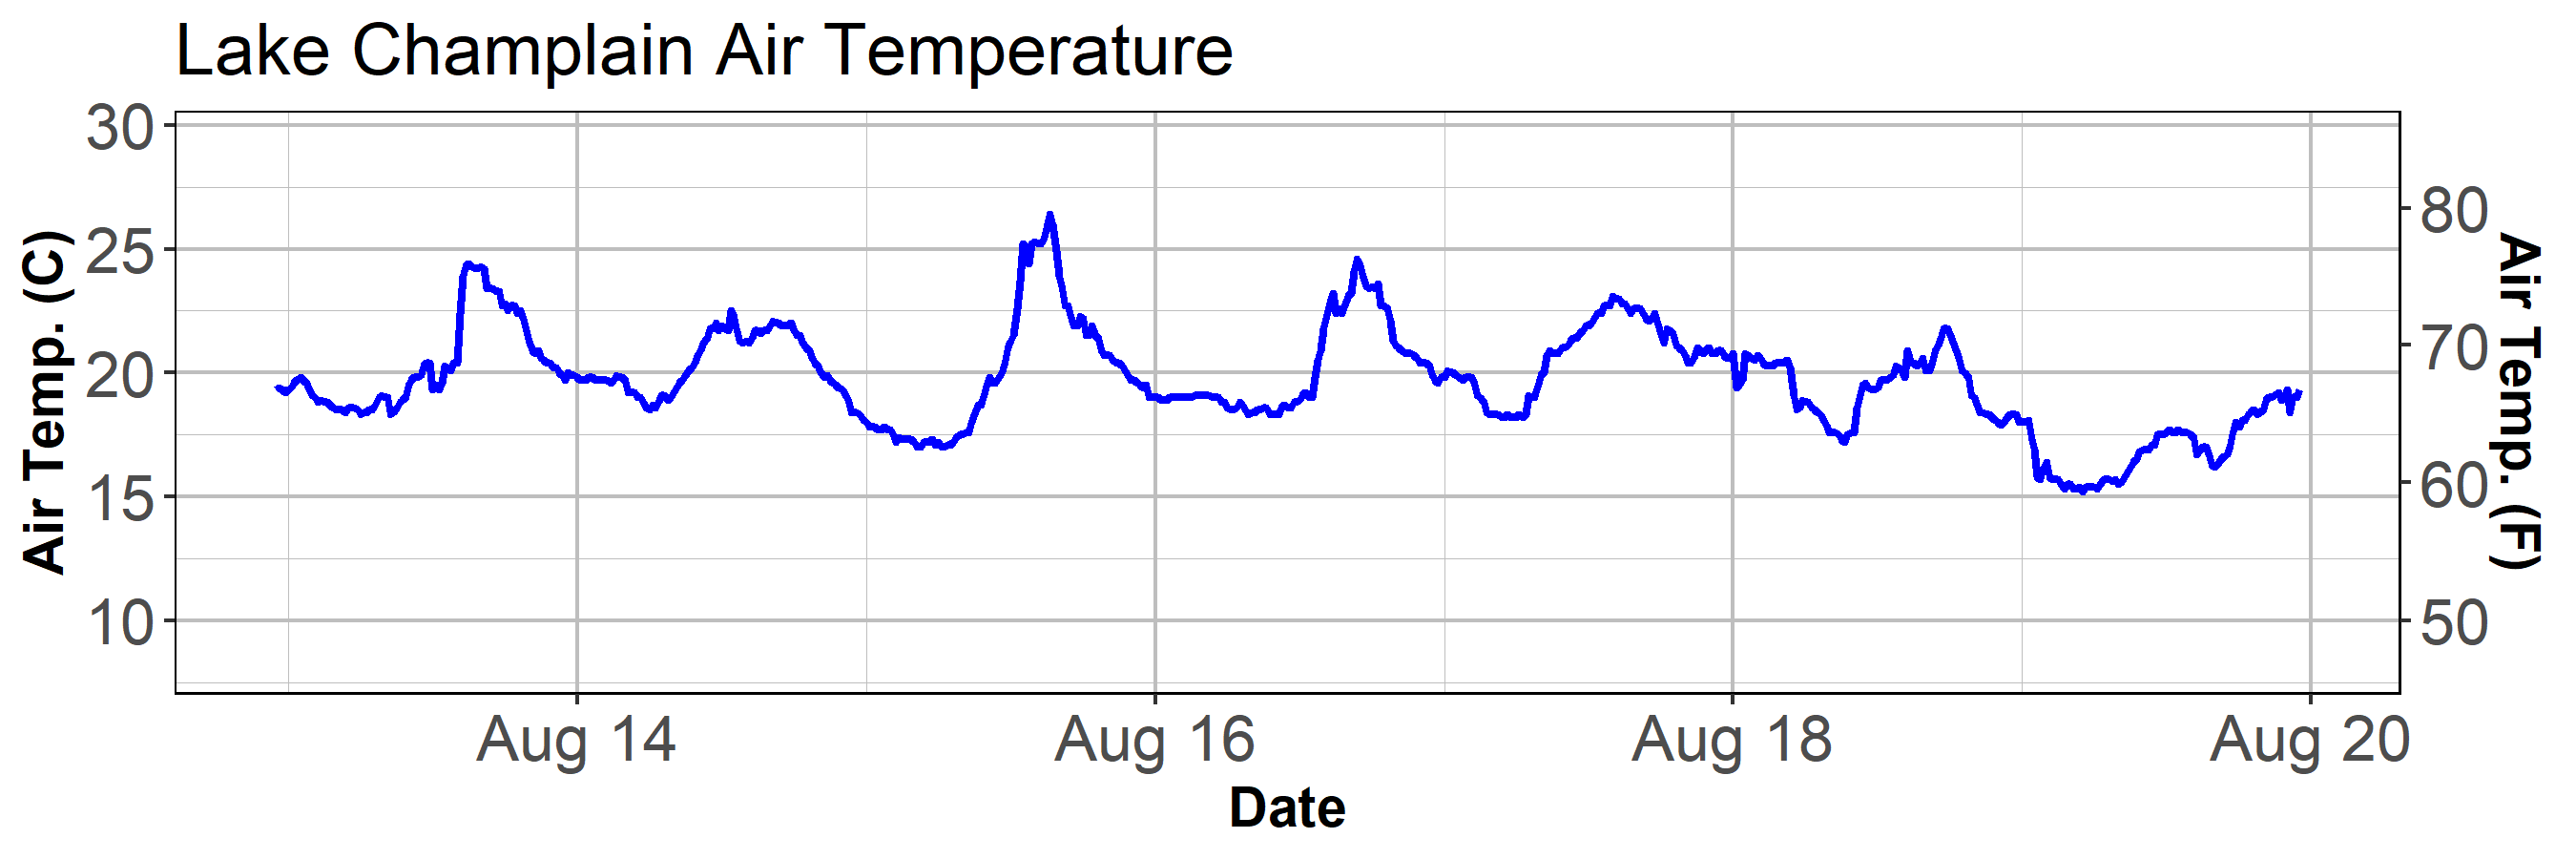 Lake Champlain Air Temperature
Air Temp. (C)
30
25
20
15
10
80
70
60
50
Air Temp. (F)
Aug 14 Aug 16 Aug 18 Aug 20
Date